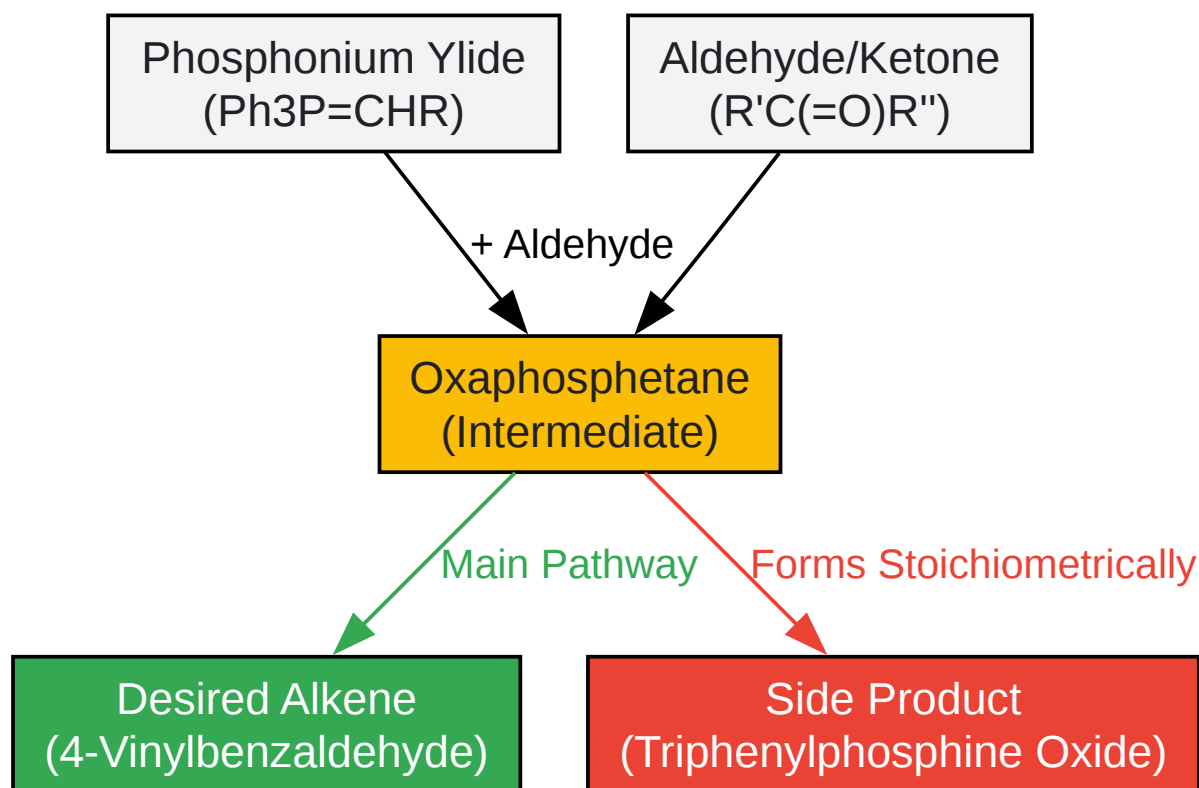 Phosphonium Ylide
(Ph3P=CHR)
Aldehyde/Ketone
(R'C(=O)R")
+ Aldehyde
Oxaphosphetane
(Intermediate)
Main Pathway
Forms Stoichiometrically
Desired Alkene
(4-Vinylbenzaldehyde)
Side Product
(Triphenylphosphine Oxide)